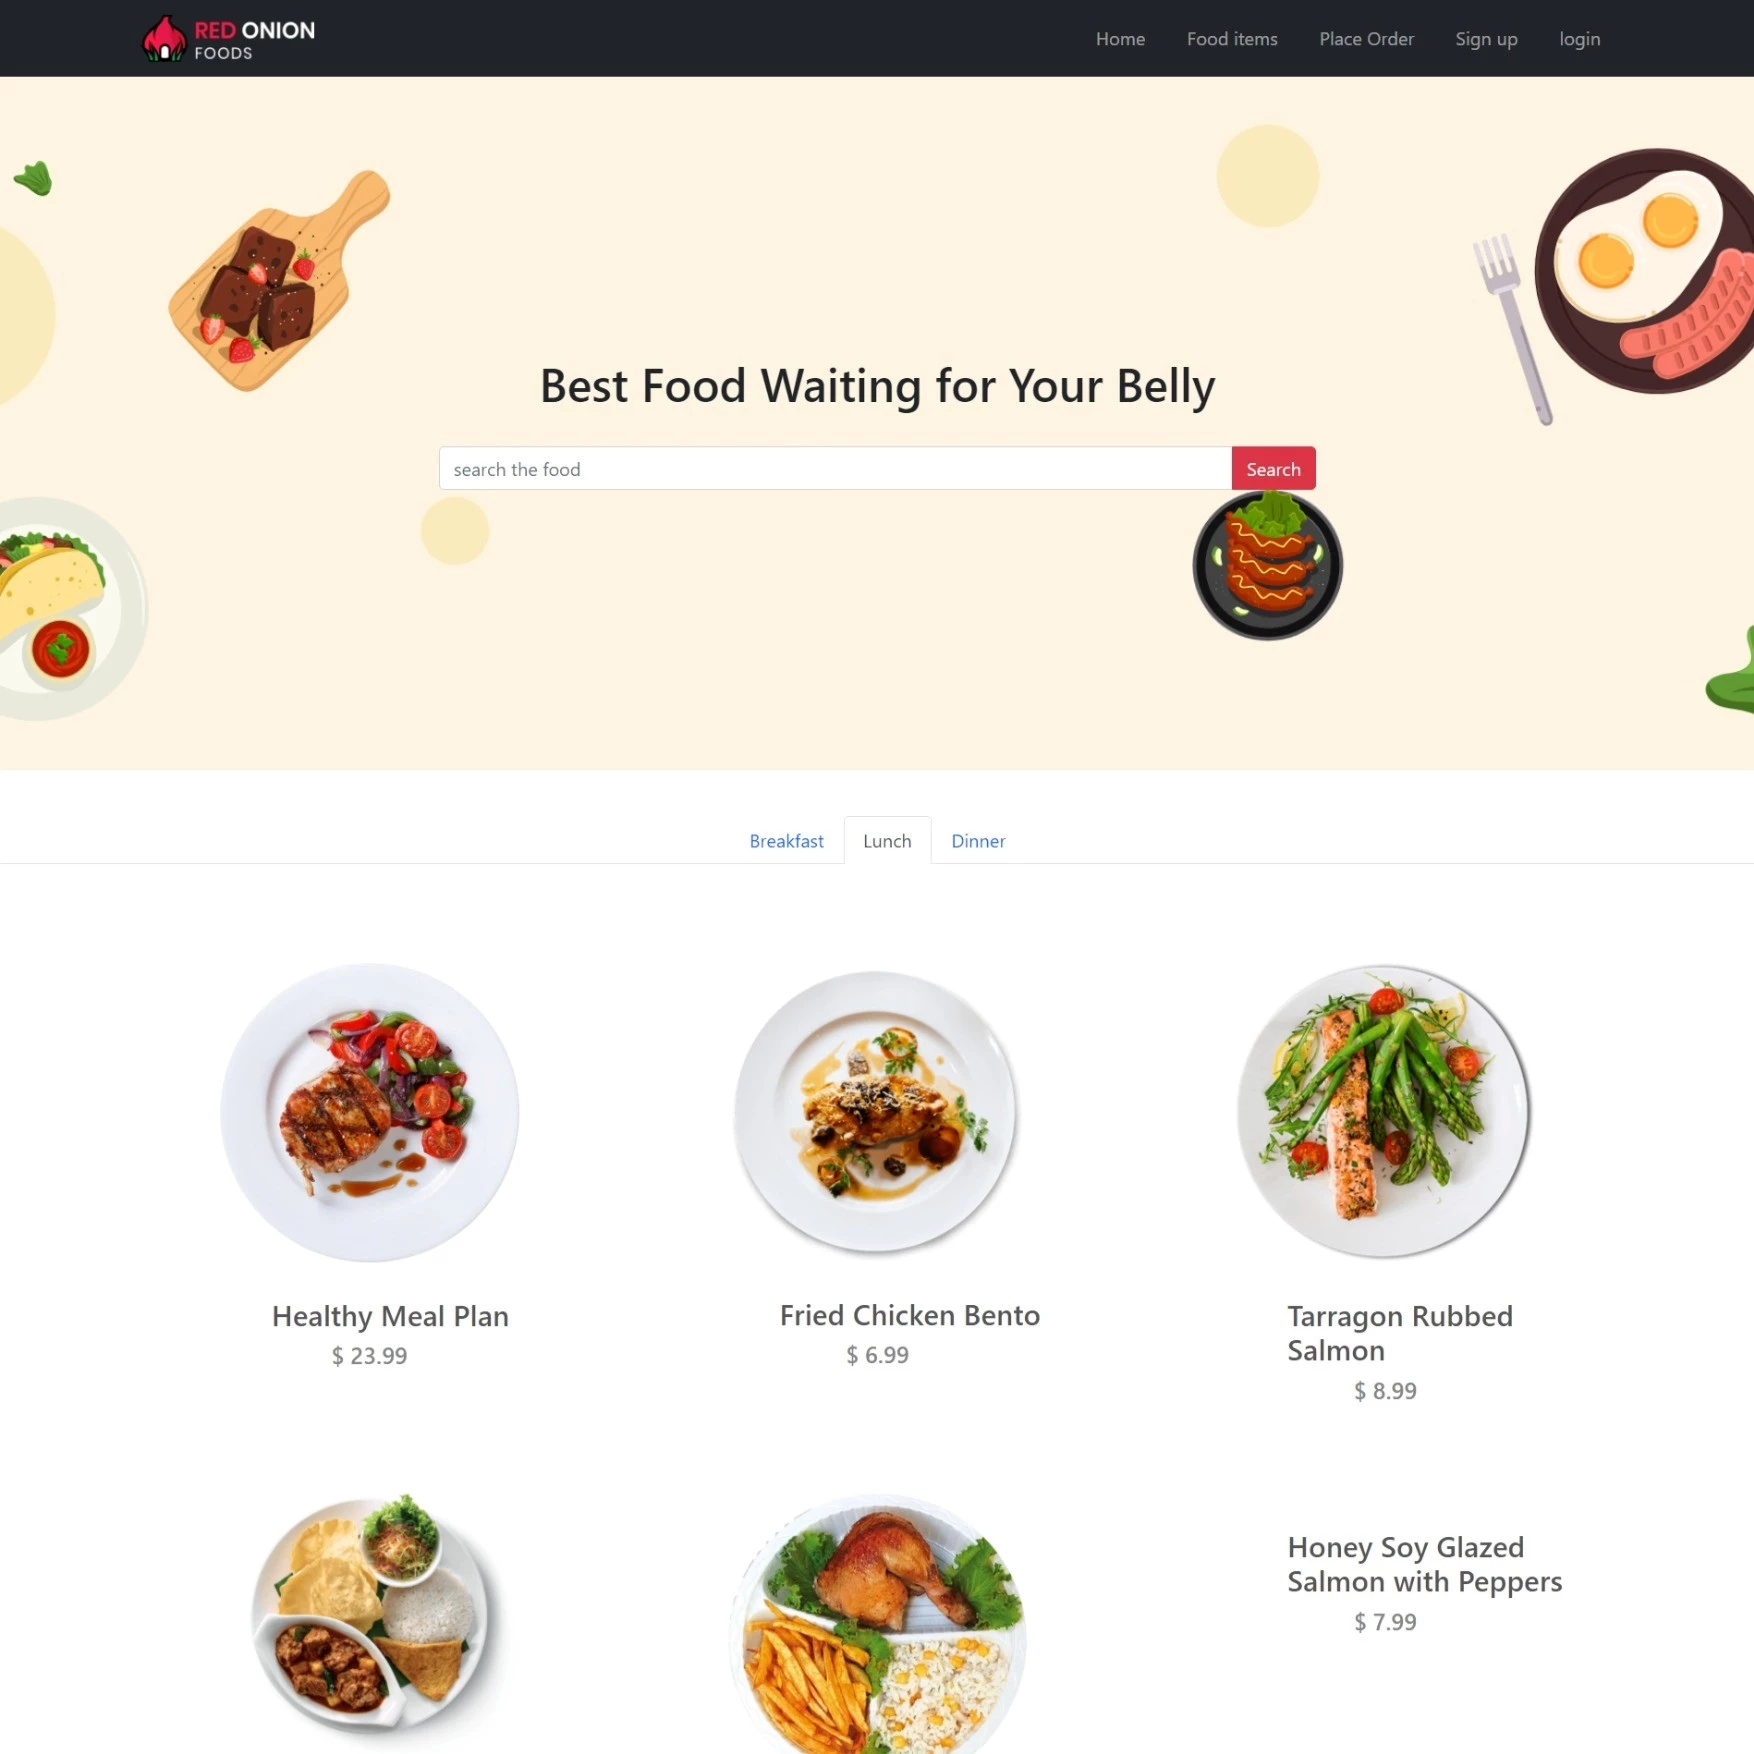 RED ONION
FOODS
Home
Food items
Place Order
Sign up
login
Best Food Waiting for Your Belly
search the food
Search
Breakfast
Lunch
Dinner
Healthy Meal Plan
$ 23.99
Fried Chicken Bento
$ 6.99
Tarragon Rubbed
Salmon
$ 8.99
Honey Soy Glazed
Salmon with Peppers
$ 7.99